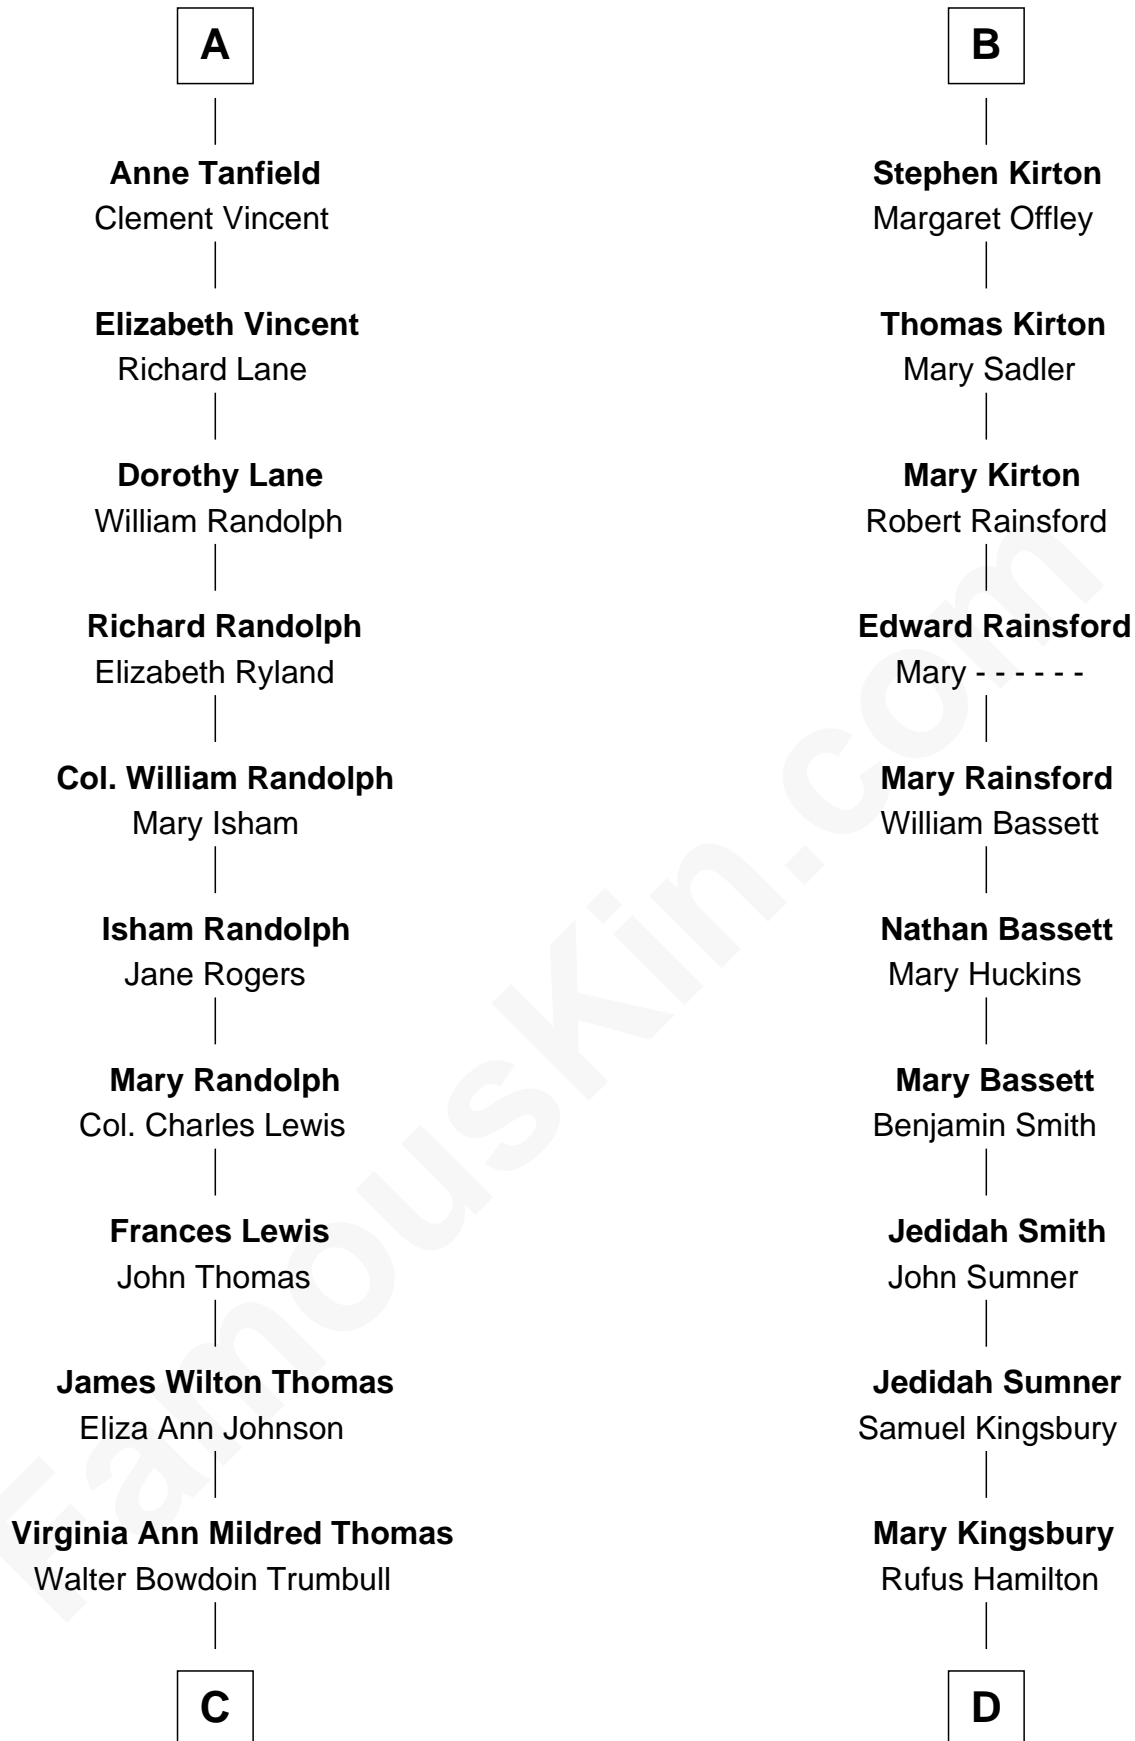 A
Anne Tanfield
Clement Vincent
Elizabeth Vincent
Richard Lane
Dorothy Lane
William Randolph
Richard Randolph
Elizabeth Ryland
Col. William Randolph
Mary Isham
Isham Randolph
Jane Rogers
Mary Randolph
Col. Charles Lewis
Frances Lewis
John Thomas
James Wilton Thomas
Eliza Ann Johnson
Virginia Ann Mildred Thomas
Walter Bowdoin Trumbull
C
B
Stephen Kirton
Margaret Offley
Thomas Kirton
Mary Sadler
Mary Kirton
Robert Rainsford
Edward Rainsford
Mary - - - - - -
Mary Rainsford
William Bassett
Nathan Bassett
Mary Huckins
Mary Bassett
Benjamin Smith
Jedidah Smith
John Sumner
Jedidah Sumner
Samuel Kingsbury
Mary Kingsbury
Rufus Hamilton
D
FamousKin.com